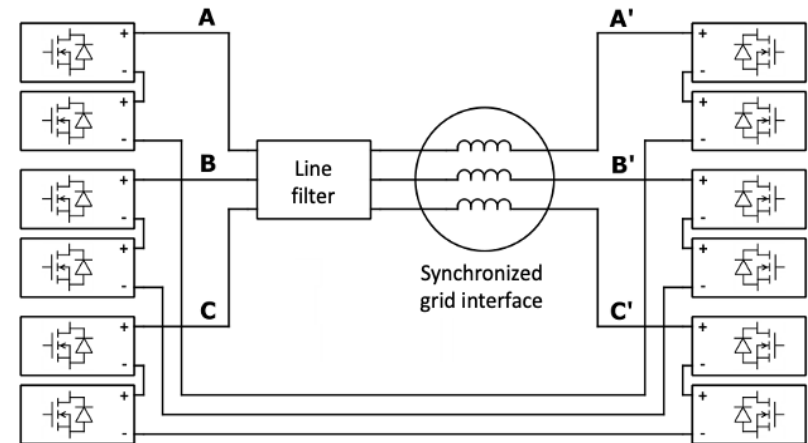 A
A'
+
+
-
-
+
+
-
-
B
B'
+
+
Line
filter
-
-
+
+
Synchronized
grid interface
-
-
C
C'
+
+
-
-
+
+
-
-